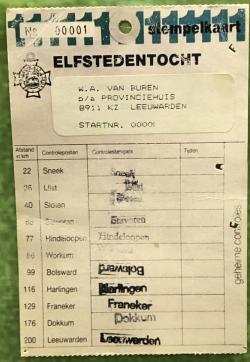 No 00001 stempelkaart
ELFSTEDENTOCHT
W.A. VAN BUREN
p/a PROVINCIEHUIS
8911 KZ LEEUWARDEN
STARTNR. 00001
Afstand in km Controleposten Controlestempels Tijden
22 Sneek Sneek
26 IJlst IJlst
40 Sloten Sloten
66 Stavoren Stavoren
77 Hindeloopen Hindeloopen
86 Workum
99 Bolsward Bolsward
116 Harlingen Harlingen
129 Franeker Franeker
176 Dokkum Dokkum
200 Leeuwarden Leeuwarden
geheime controles